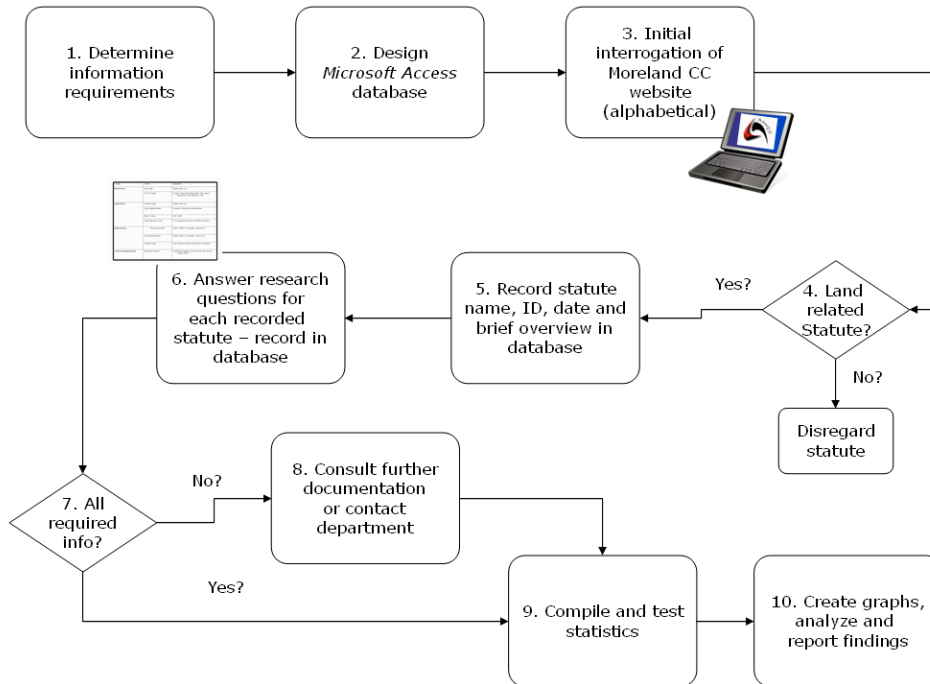 1. Determine
information
requirements
2. Design
Microsoft Access
database
3. Initial
interrogation of
Moreland CC
website
(alphabetical)
4. Land
related
Statute?
Yes?
No?
Disregard
statute
5. Record statute
name, ID, date and
brief overview in
database
6. Answer research
questions for
each recorded
statute – record in
database
7. All
required
info?
No?
Yes?
8. Consult further
documentation
or contact
department
9. Compile and test
statistics
10. Create graphs,
analyze and
report findings